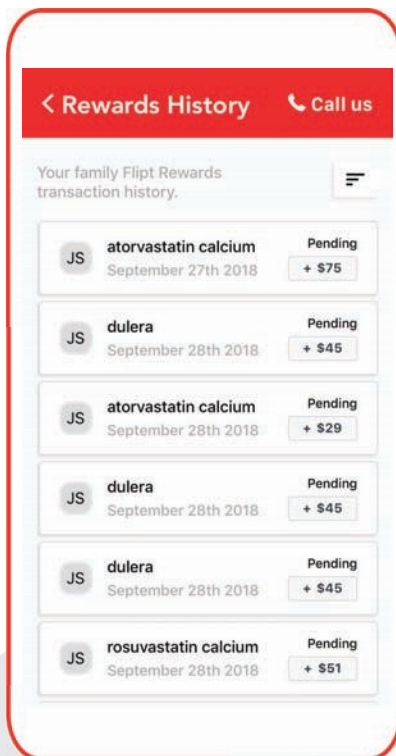 < Rewards History Call us
Your family Flipt Rewards
transaction history.
JS atorvastatin calcium Pending
September 27th 2018 + $75
JS dulera Pending
September 28th 2018 + $45
JS atorvastatin calcium Pending
September 28th 2018 + $29
JS dulera Pending
September 28th 2018 + $45
JS dulera Pending
September 28th 2018 + $45
JS rosuvastatin calcium Pending
September 28th 2018 + $51